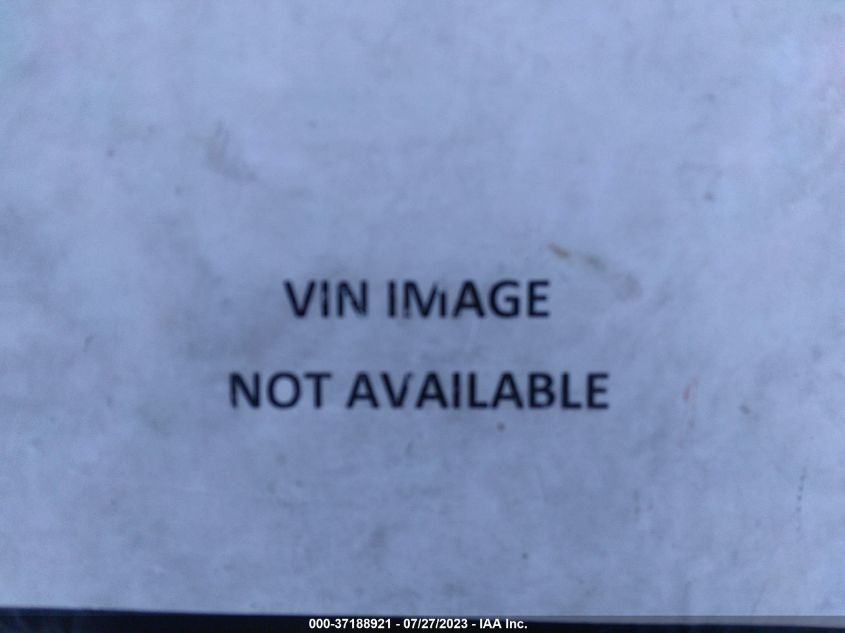 VIN IMAGE
NOT AVAILABLE
000-37188921 - 07/27/2023 - IAA Inc.